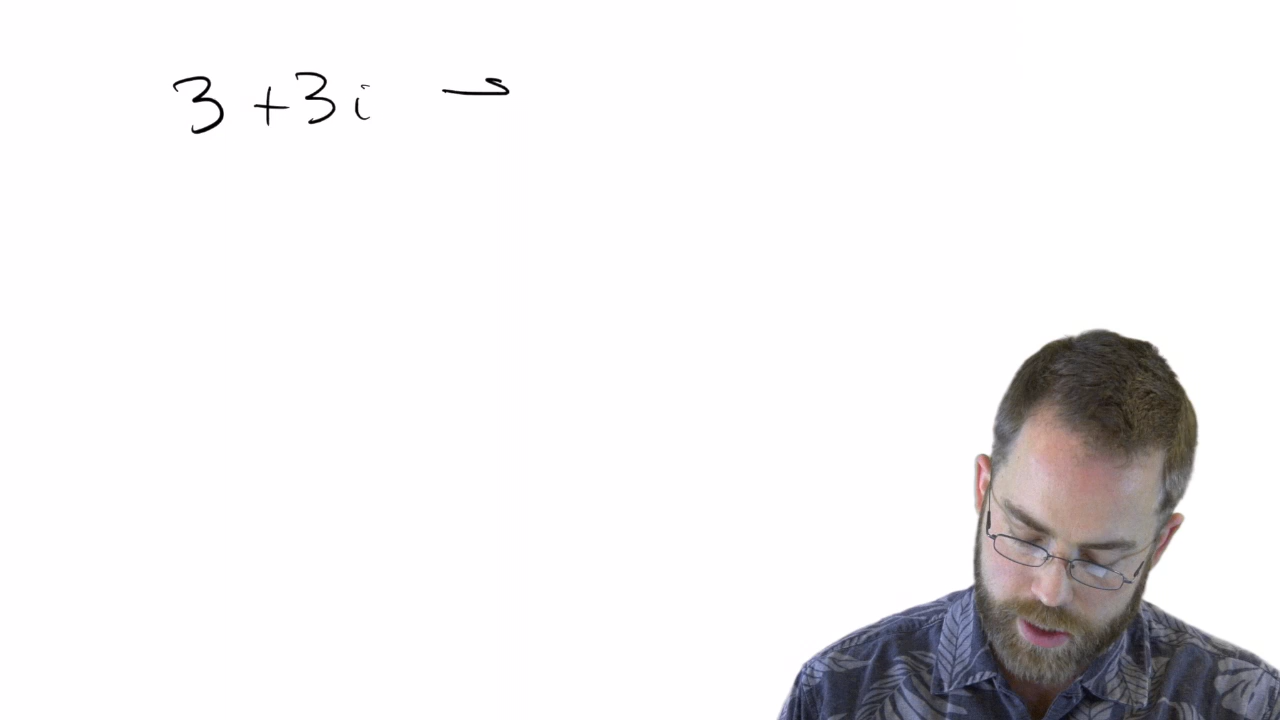 3 + 3i →